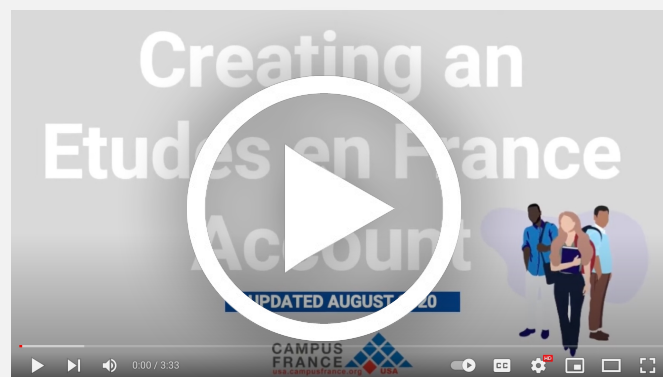 Creating an
Etudes en France
Account
UPDATED AUGUST 2020
CAMPUS
FRANCE
usa.campusfrance.org
USA
0:00 / 3:33
CC
HD